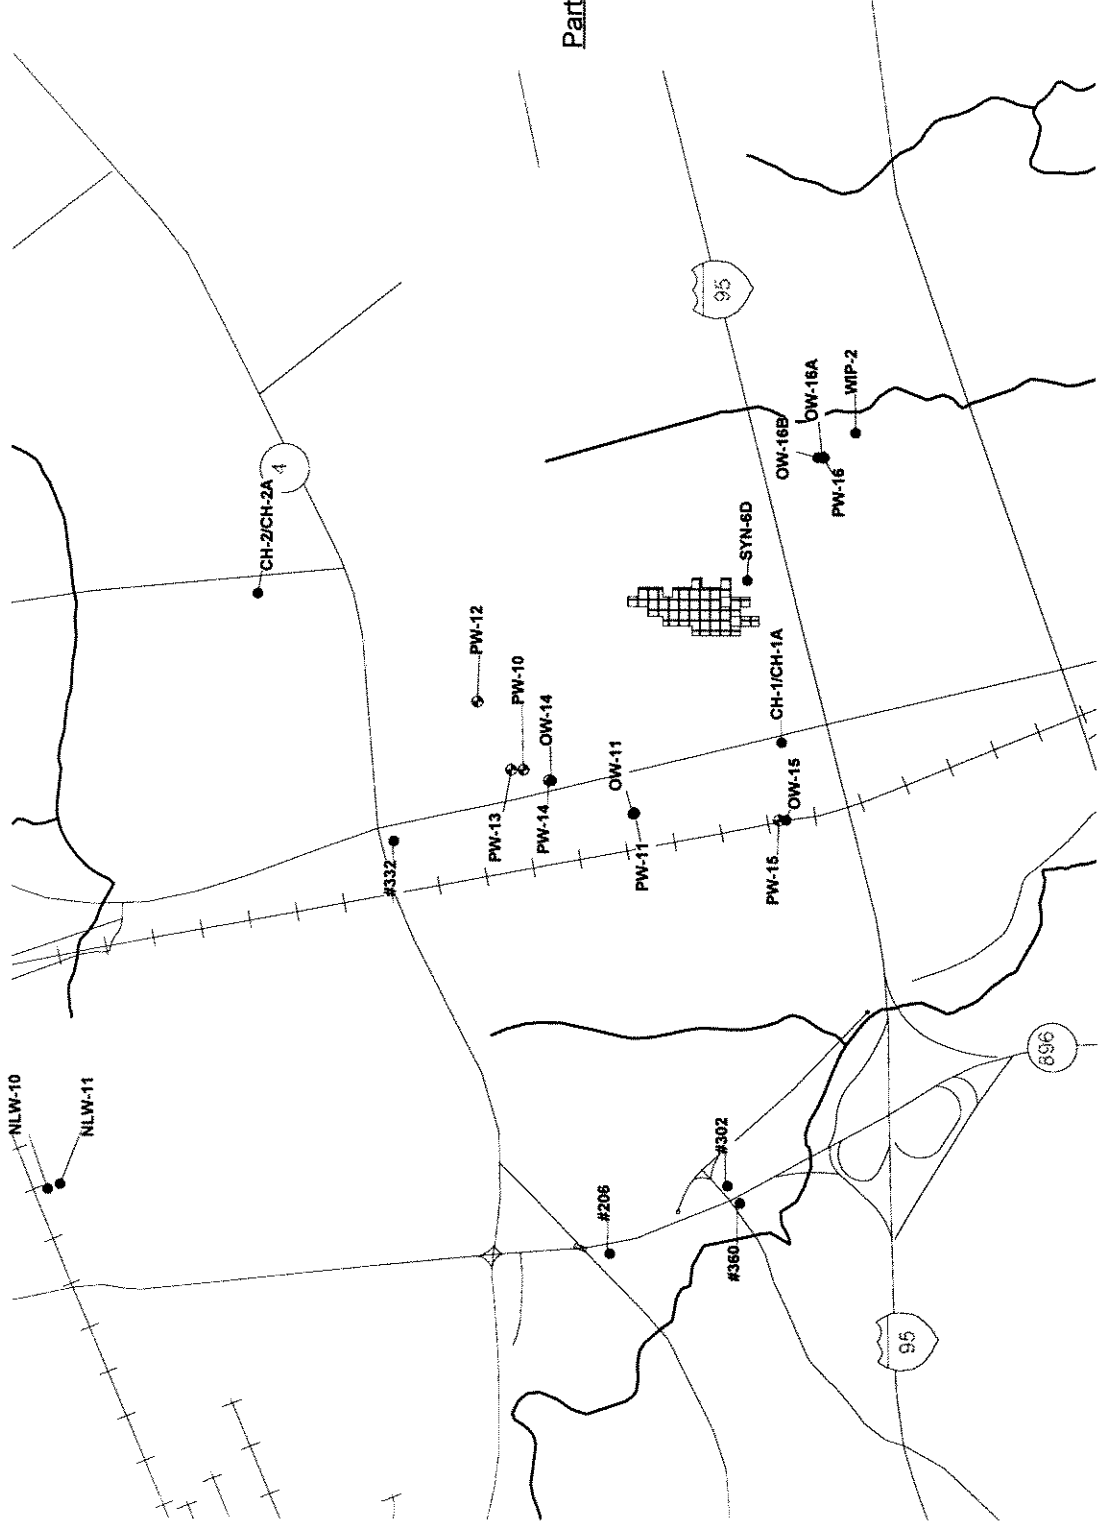 Part
NLW-10
NLW-11
4
CH-2/CH-2A
#332
PW-12
PW-10
PW-13
OW-14
PW-14
OW-11
PW-11
SYN-6D
CH-1/CH-1A
OW-15
PW-15
95
OW-16A
OW-16B
PW-16
WIP-2
#206
#302
#360
896
95